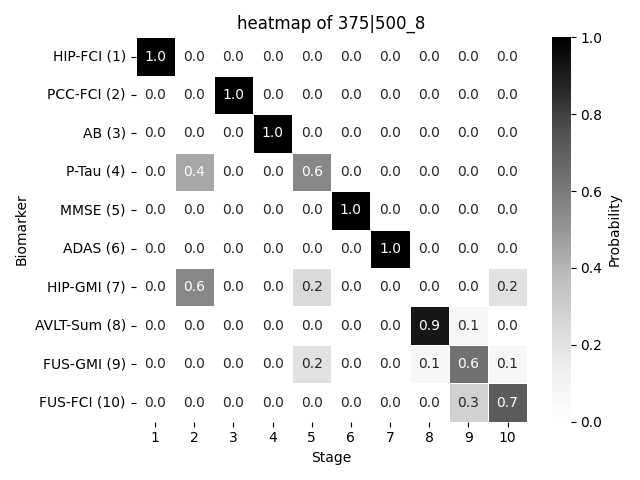 heatmap of 375|500_8
HIP-FCI (1) 1.0 0.0 0.0 0.0 0.0 0.0 0.0 0.0 0.0 0.0
PCC-FCI (2) 0.0 0.0 1.0 0.0 0.0 0.0 0.0 0.0 0.0 0.0
AB (3) 0.0 0.0 0.0 1.0 0.0 0.0 0.0 0.0 0.0 0.0
P-Tau (4) 0.0 0.4 0.0 0.0 0.6 0.0 0.0 0.0 0.0 0.0
MMSE (5) 0.0 0.0 0.0 0.0 0.0 1.0 0.0 0.0 0.0 0.0
ADAS (6) 0.0 0.0 0.0 0.0 0.0 0.0 1.0 0.0 0.0 0.0
HIP-GMI (7) 0.0 0.6 0.0 0.0 0.2 0.0 0.0 0.0 0.0 0.2
AVLT-Sum (8) 0.0 0.0 0.0 0.0 0.0 0.0 0.0 0.9 0.1 0.0
FUS-GMI (9) 0.0 0.0 0.0 0.0 0.2 0.0 0.0 0.1 0.6 0.1
FUS-FCI (10) 0.0 0.0 0.0 0.0 0.0 0.0 0.0 0.0 0.3 0.7
1 2 3 4 5 6 7 8 9 10
Stage
Biomarker
1.0
0.8
0.6
0.4
0.2
0.0
Probability